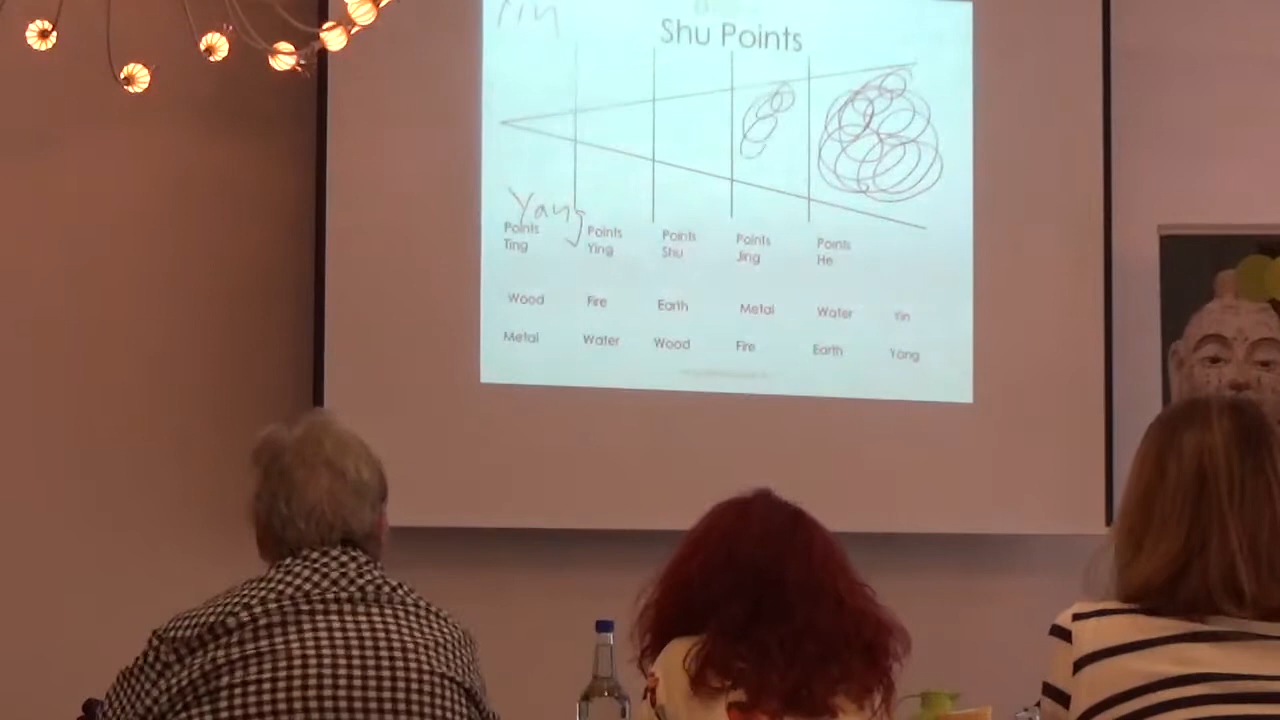 Yin
Shu Points
Yang
Points Points Points Points Points
Ting Ying Shu Jing He
Wood Fire Earth Metal Water Yin
Metal Water Wood Fire Earth Yang